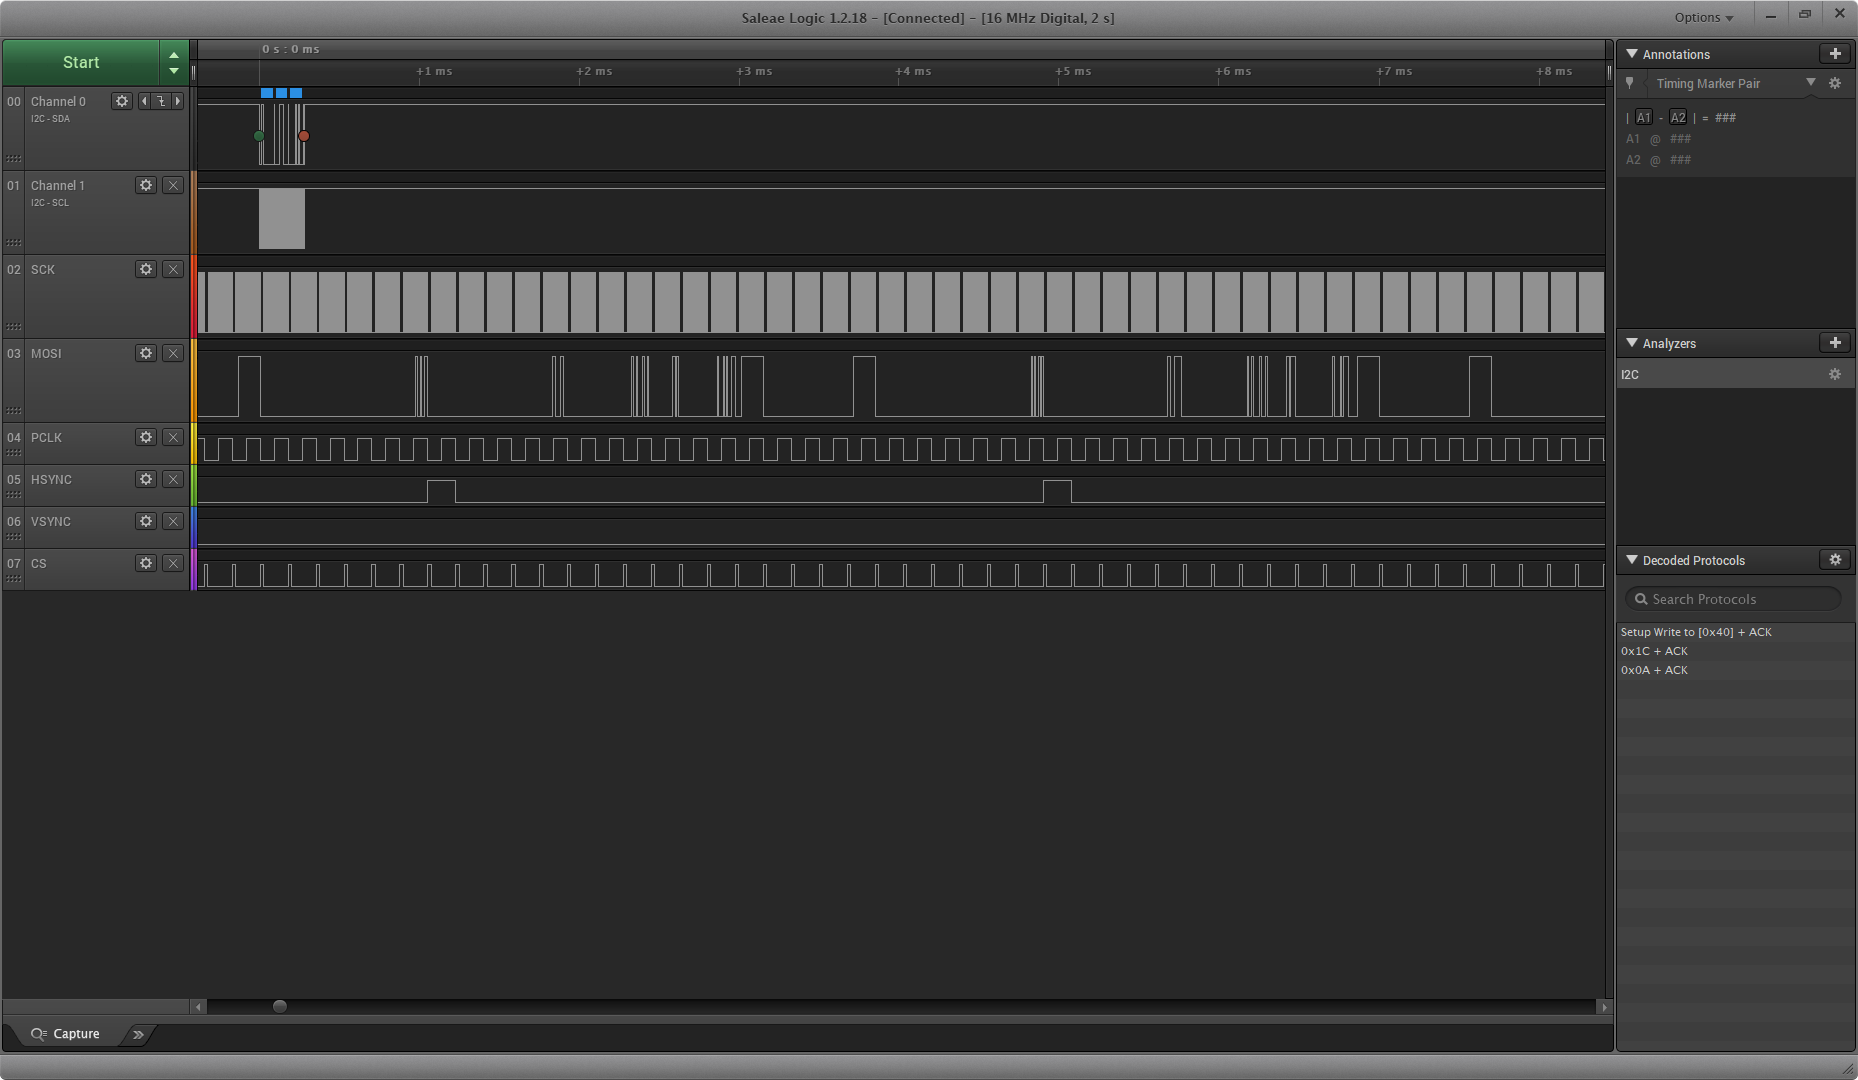 Saleae Logic 1.2.18 - [Connected] - [16 MHz Digital, 2 s]
Options
Start
0 s : 0 ms
+1 ms
+2 ms
+3 ms
+4 ms
+5 ms
+6 ms
+7 ms
+8 ms
00 Channel 0
I2C - SDA
01 Channel 1
I2C - SCL
02 SCK
03 MOSI
04 PCLK
05 HSYNC
06 VSYNC
07 CS
Capture
Annotations
Timing Marker Pair
| A1 - A2 | = ###
A1 @ ###
A2 @ ###
Analyzers
I2C
Decoded Protocols
Search Protocols
Setup Write to [0x40] + ACK
0x1C + ACK
0x0A + ACK